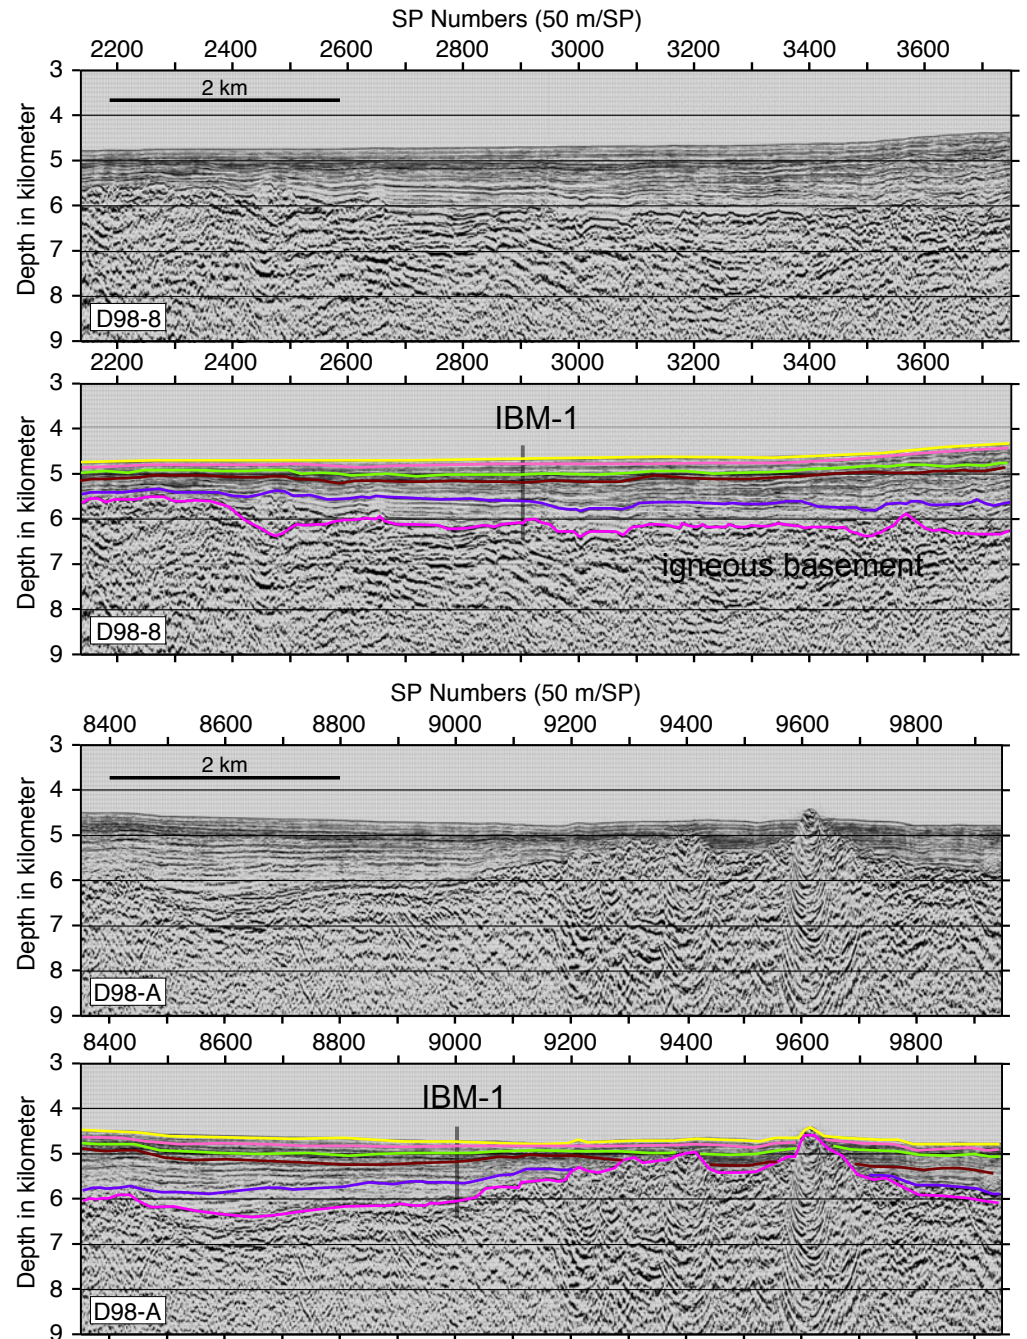 SP Numbers (50 m/SP)
2200 2400 2600 2800 3000 3200 3400 3600
3
2 km
4
5
6
7
8
D98-8
9
Depth in kilometer
2200 2400 2600 2800 3000 3200 3400 3600
3
IBM-1
4
5
6
7
igneous basement
8
D98-8
9
Depth in kilometer
SP Numbers (50 m/SP)
8400 8600 8800 9000 9200 9400 9600 9800
3
2 km
4
5
6
7
8
D98-A
9
Depth in kilometer
8400 8600 8800 9000 9200 9400 9600 9800
3
IBM-1
4
5
6
7
8
D98-A
9
Depth in kilometer